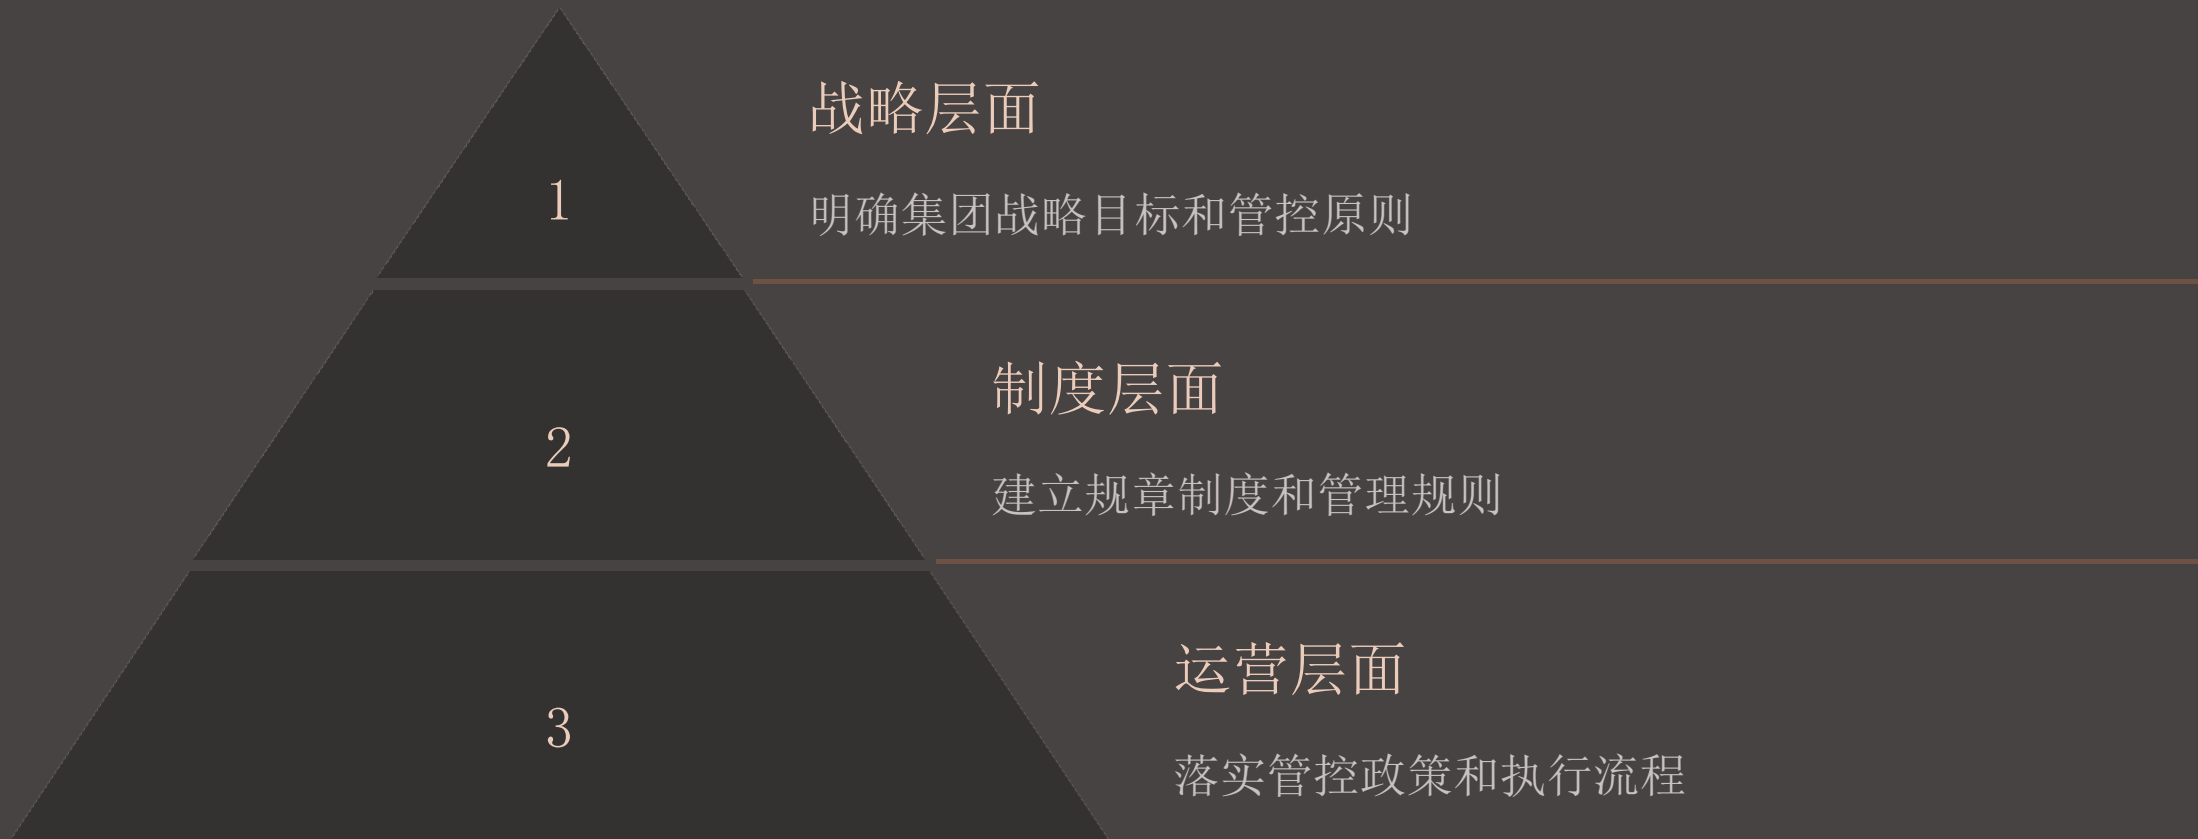 1
战略层面
明确集团战略目标和管控原则
2
制度层面
建立规章制度和管理规则
3
运营层面
落实管控政策和执行流程